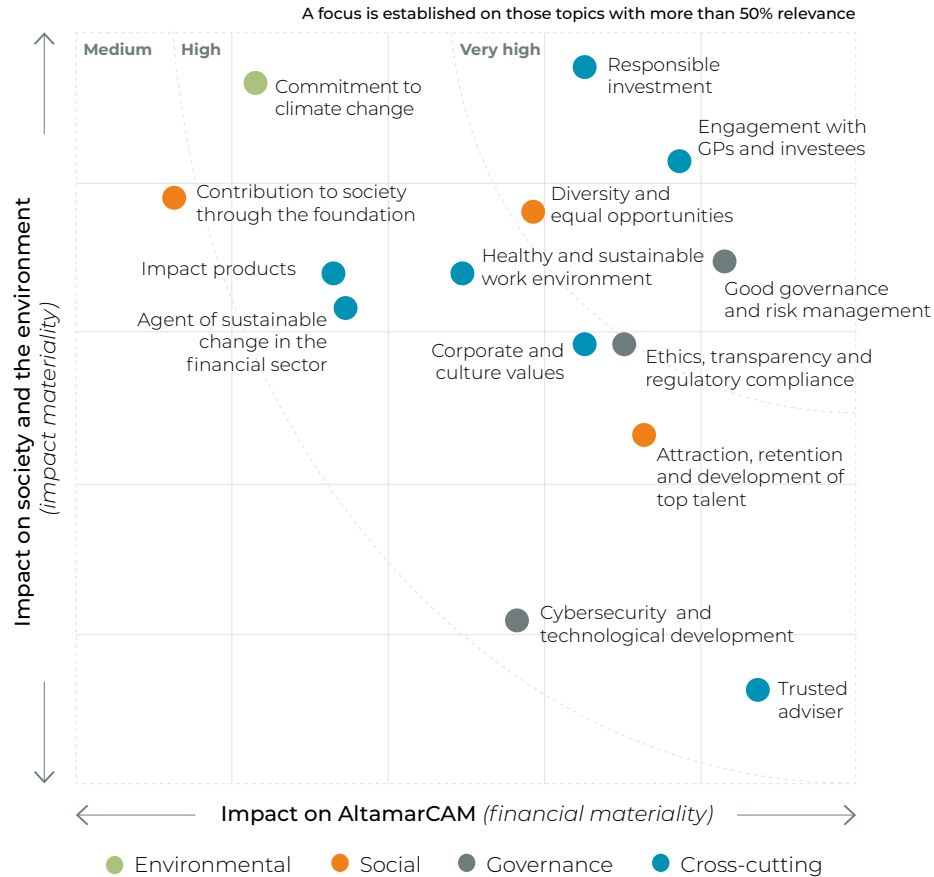 A focus is established on those topics with more than 50% relevance
Medium
High
Very high
Responsible
investment
Commitment to
climate change
Engagement with
GPs and investees
Contribution to society
through the foundation
Diversity and
equal opportunities
Impact products
Healthy and sustainable
work environment
Good governance
and risk management
Agent of sustainable
change in the
financial sector
Corporate and
culture values
Ethics, transparency and
regulatory compliance
Attraction, retention
and development of
top talent
Cybersecurity and
technological development
Trusted
adviser
Impact on society and the environment
(impact materiality)
Impact on AltamarCAM (financial materiality)
Environmental
Social
Governance
Cross-cutting